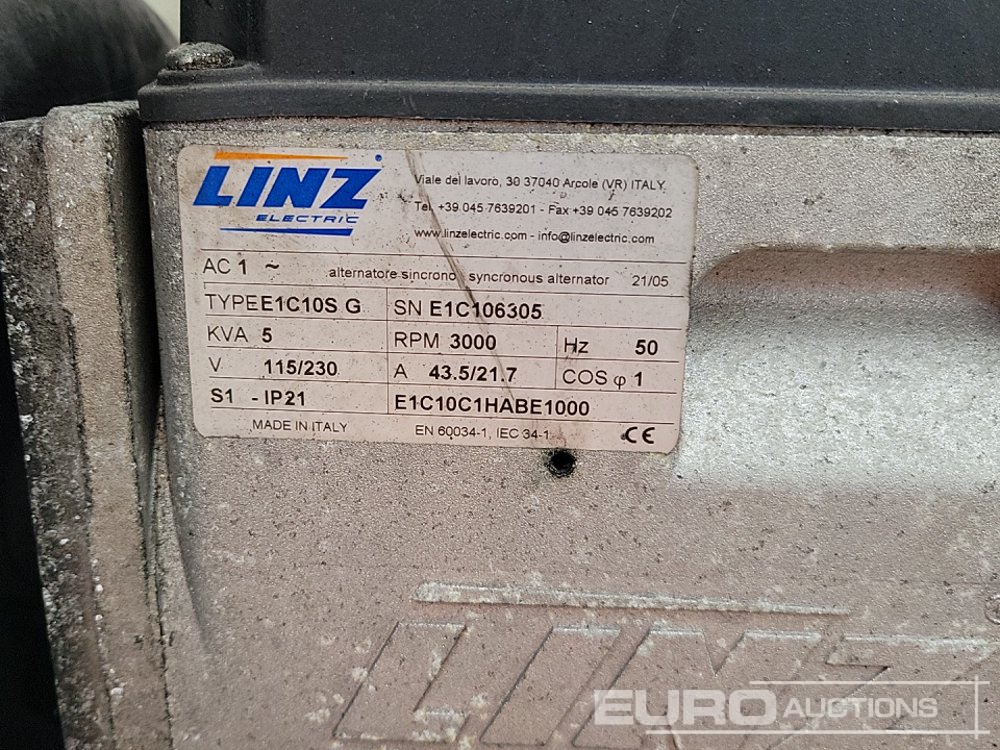 LINZ
ELECTRIC
Viale del lavoro, 30 37040 Arcole (VR) ITALY.
Tel. +39 045 7639201 - Fax +39 045 7639202
www.linzelectric.com - info@linzelectric.com
AC 1 ~ alternatore sincrono syncronous alternator 21/05
TYPE E1C10S G SN E1C106305
KVA 5 RPM 3000 Hz 50
V 115/230 A 43.5/21.7 COS φ 1
S1 - IP21 E1C10C1HABE1000
MADE IN ITALY EN 60034-1, IEC 34-1 CE
LINZ
EURO AUCTIONS